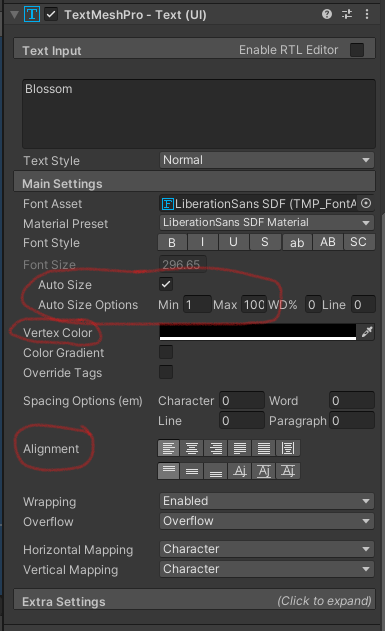 TextMeshPro - Text (UI)
Text Input Enable RTL Editor
Blossom
Text Style Normal
Main Settings
Font Asset LiberationSans SDF (TMP_FontA
Material Preset LiberationSans SDF Material
Font Style B I U S ab AB SC
Font Size 296.65
Auto Size
Auto Size Options Min 1 Max 100 WD% 0 Line 0
Vertex Color
Color Gradient
Override Tags
Spacing Options (em) Character 0 Word 0
Line 0 Paragraph 0
Alignment
Wrapping Enabled
Overflow Overflow
Horizontal Mapping Character
Vertical Mapping Character
Extra Settings (Click to expand)